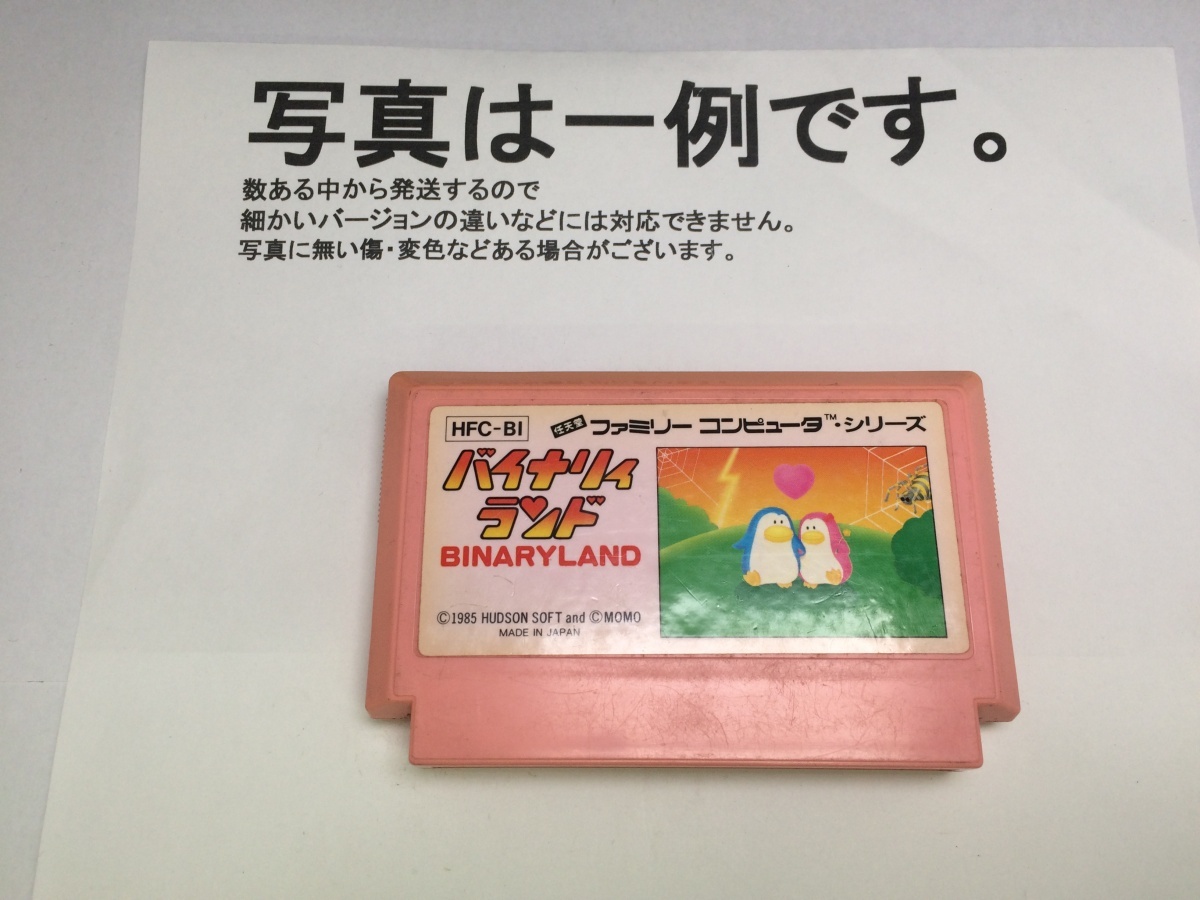 写真は一例です。
数ある中から発送するので
細かいバージョンの違いなどには対応できません。
写真に無い傷・変色などある場合がございます。
HFC-BI 任天堂 ファミリー コンピュータ™・シリーズ
バイナリィ
ランド
BINARYLAND
©1985 HUDSON SOFT and ©MOMO
MADE IN JAPAN